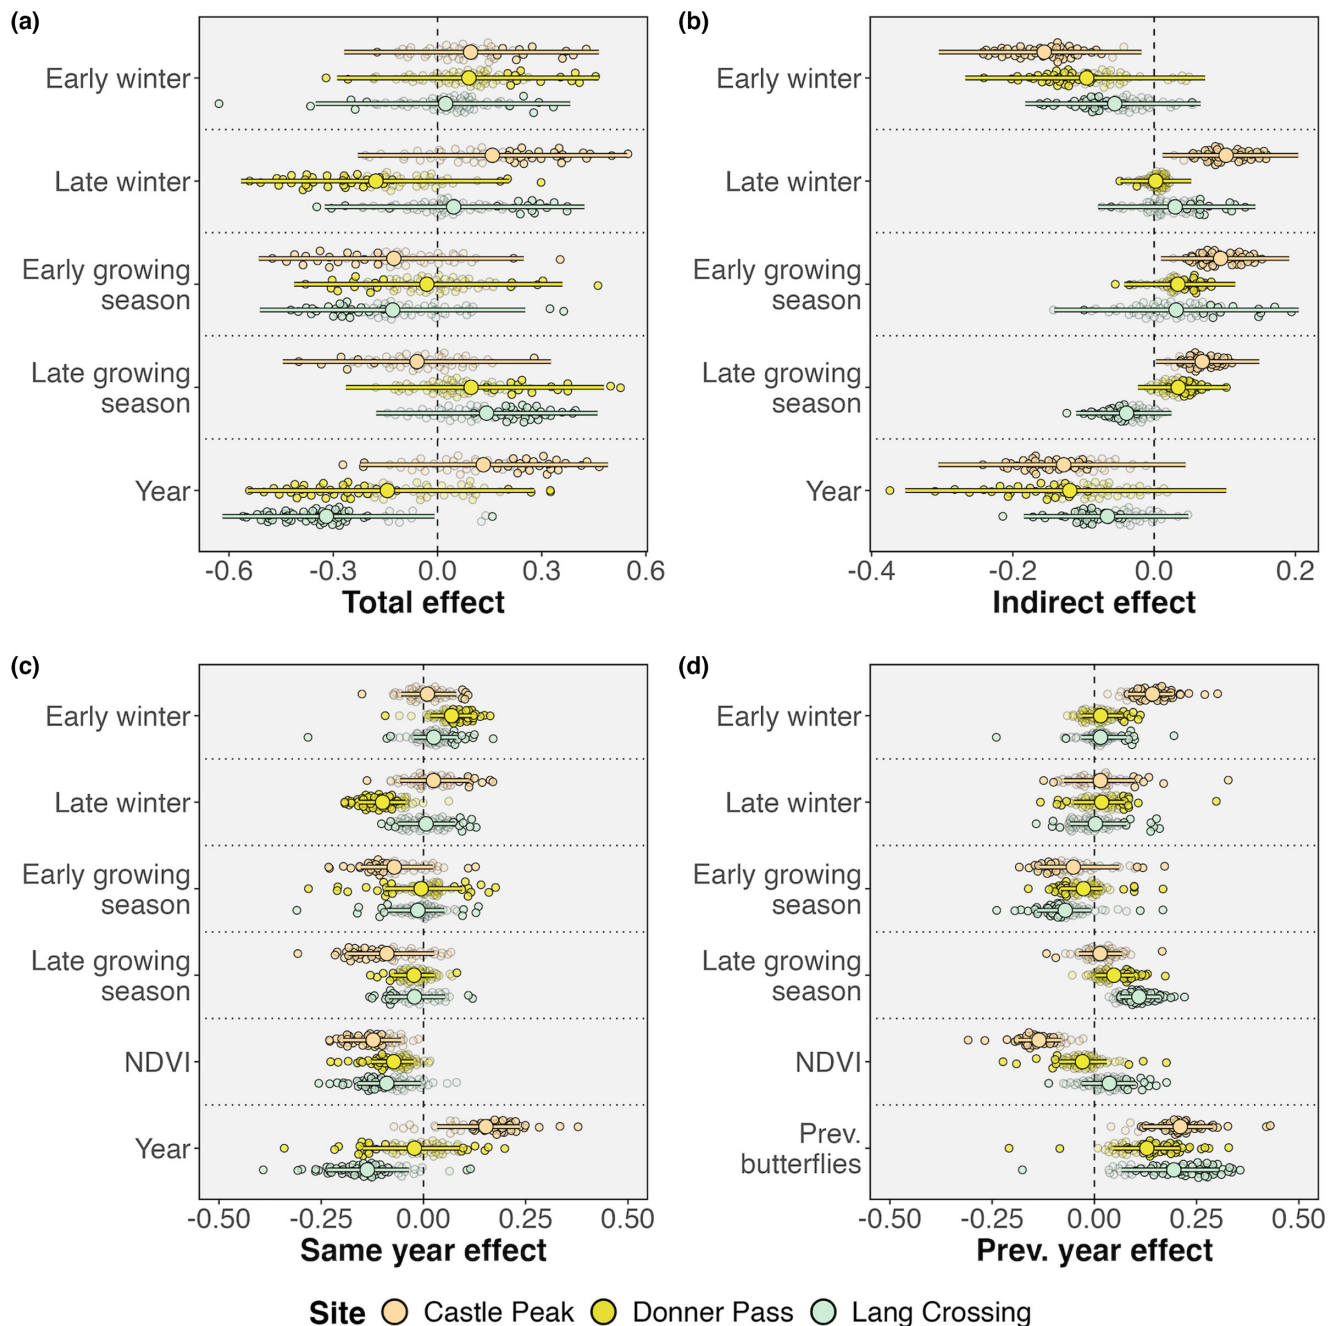 (a)
Early winter
Late winter
Early growing
season
Late growing
season
Year
-0.6 -0.3 0.0 0.3 0.6
Total effect
(b)
Early winter
Late winter
Early growing
season
Late growing
season
Year
-0.4 -0.2 0.0 0.2
Indirect effect
(c)
Early winter
Late winter
Early growing
season
Late growing
season
NDVI
Year
-0.50 -0.25 0.00 0.25 0.50
Same year effect
(d)
Early winter
Late winter
Early growing
season
Late growing
season
NDVI
Prev.
butterflies
-0.50 -0.25 0.00 0.25 0.50
Prev. year effect
Site Castle Peak Donner Pass Lang Crossing